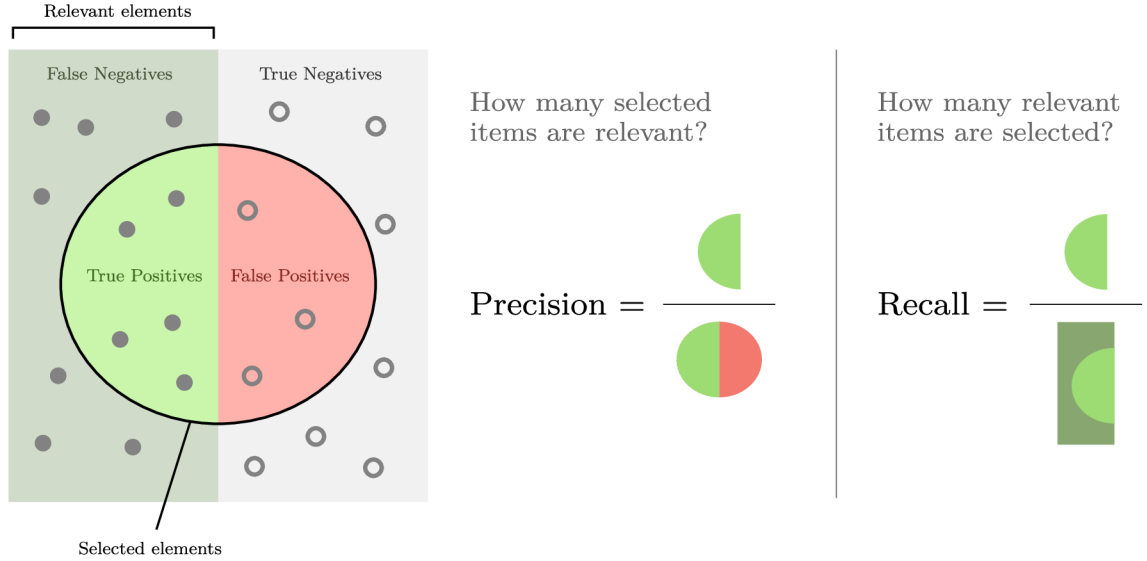 Relevant elements
False Negatives
True Negatives
True Positives
False Positives
Selected elements
How many selected
items are relevant?
Precision =
How many relevant
items are selected?
Recall =